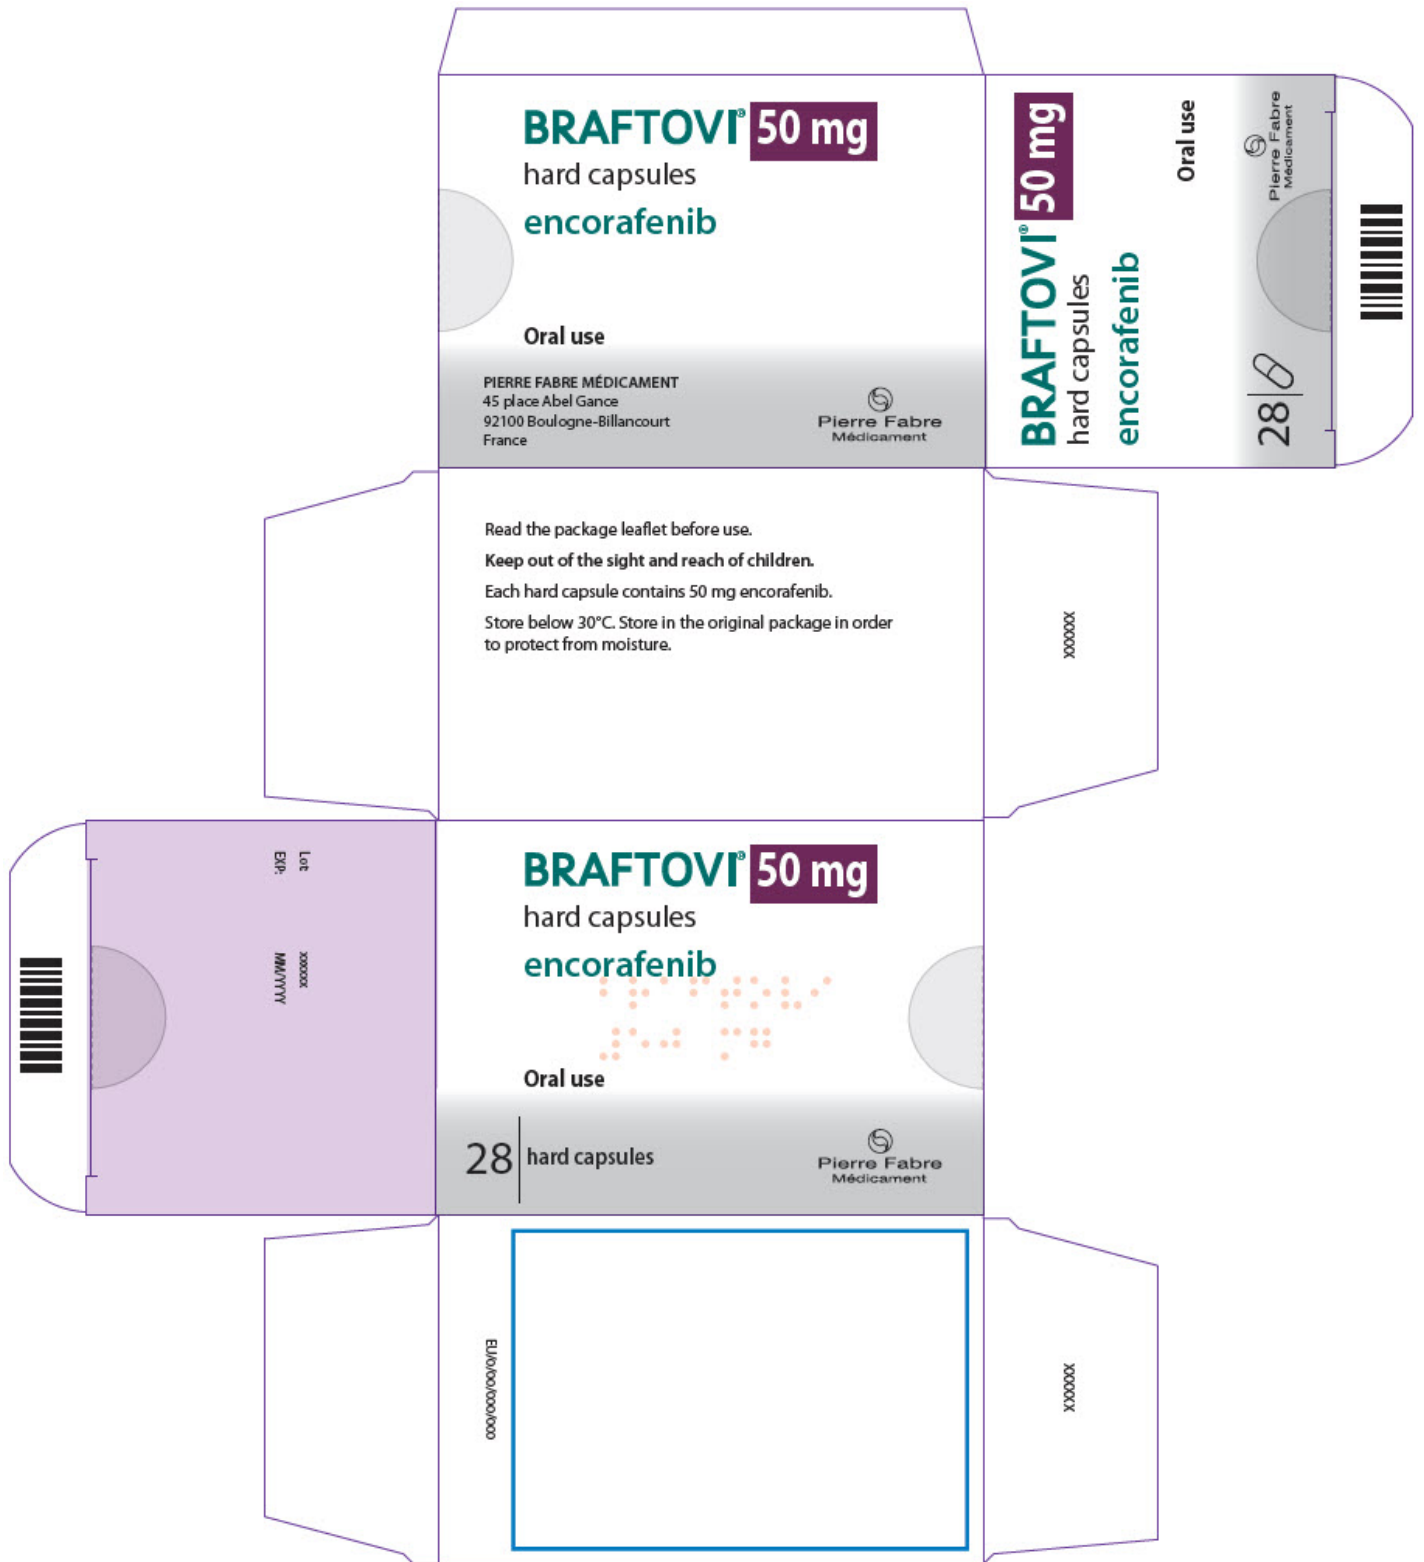 BRAFTOVI® 50 mg
hard capsules
encorafenib
Oral use
PIERRE FABRE MÉDICAMENT
45 place Abel Gance
92100 Boulogne-Billancourt
France
Pierre Fabre
Médicament
BRAFTOVI® 50 mg
hard capsules
encorafenib
Oral use
28
Pierre Fabre
Médicament
Read the package leaflet before use.
Keep out of the sight and reach of children.
Each hard capsule contains 50 mg encorafenib.
Store below 30°C. Store in the original package in order
to protect from moisture.
xxxxxx
Lot: xxxxxx
EXP: MM/YYYY
BRAFTOVI® 50 mg
hard capsules
encorafenib
Oral use
28 hard capsules
Pierre Fabre
Médicament
EU/0/00/000/000
xxxxxx